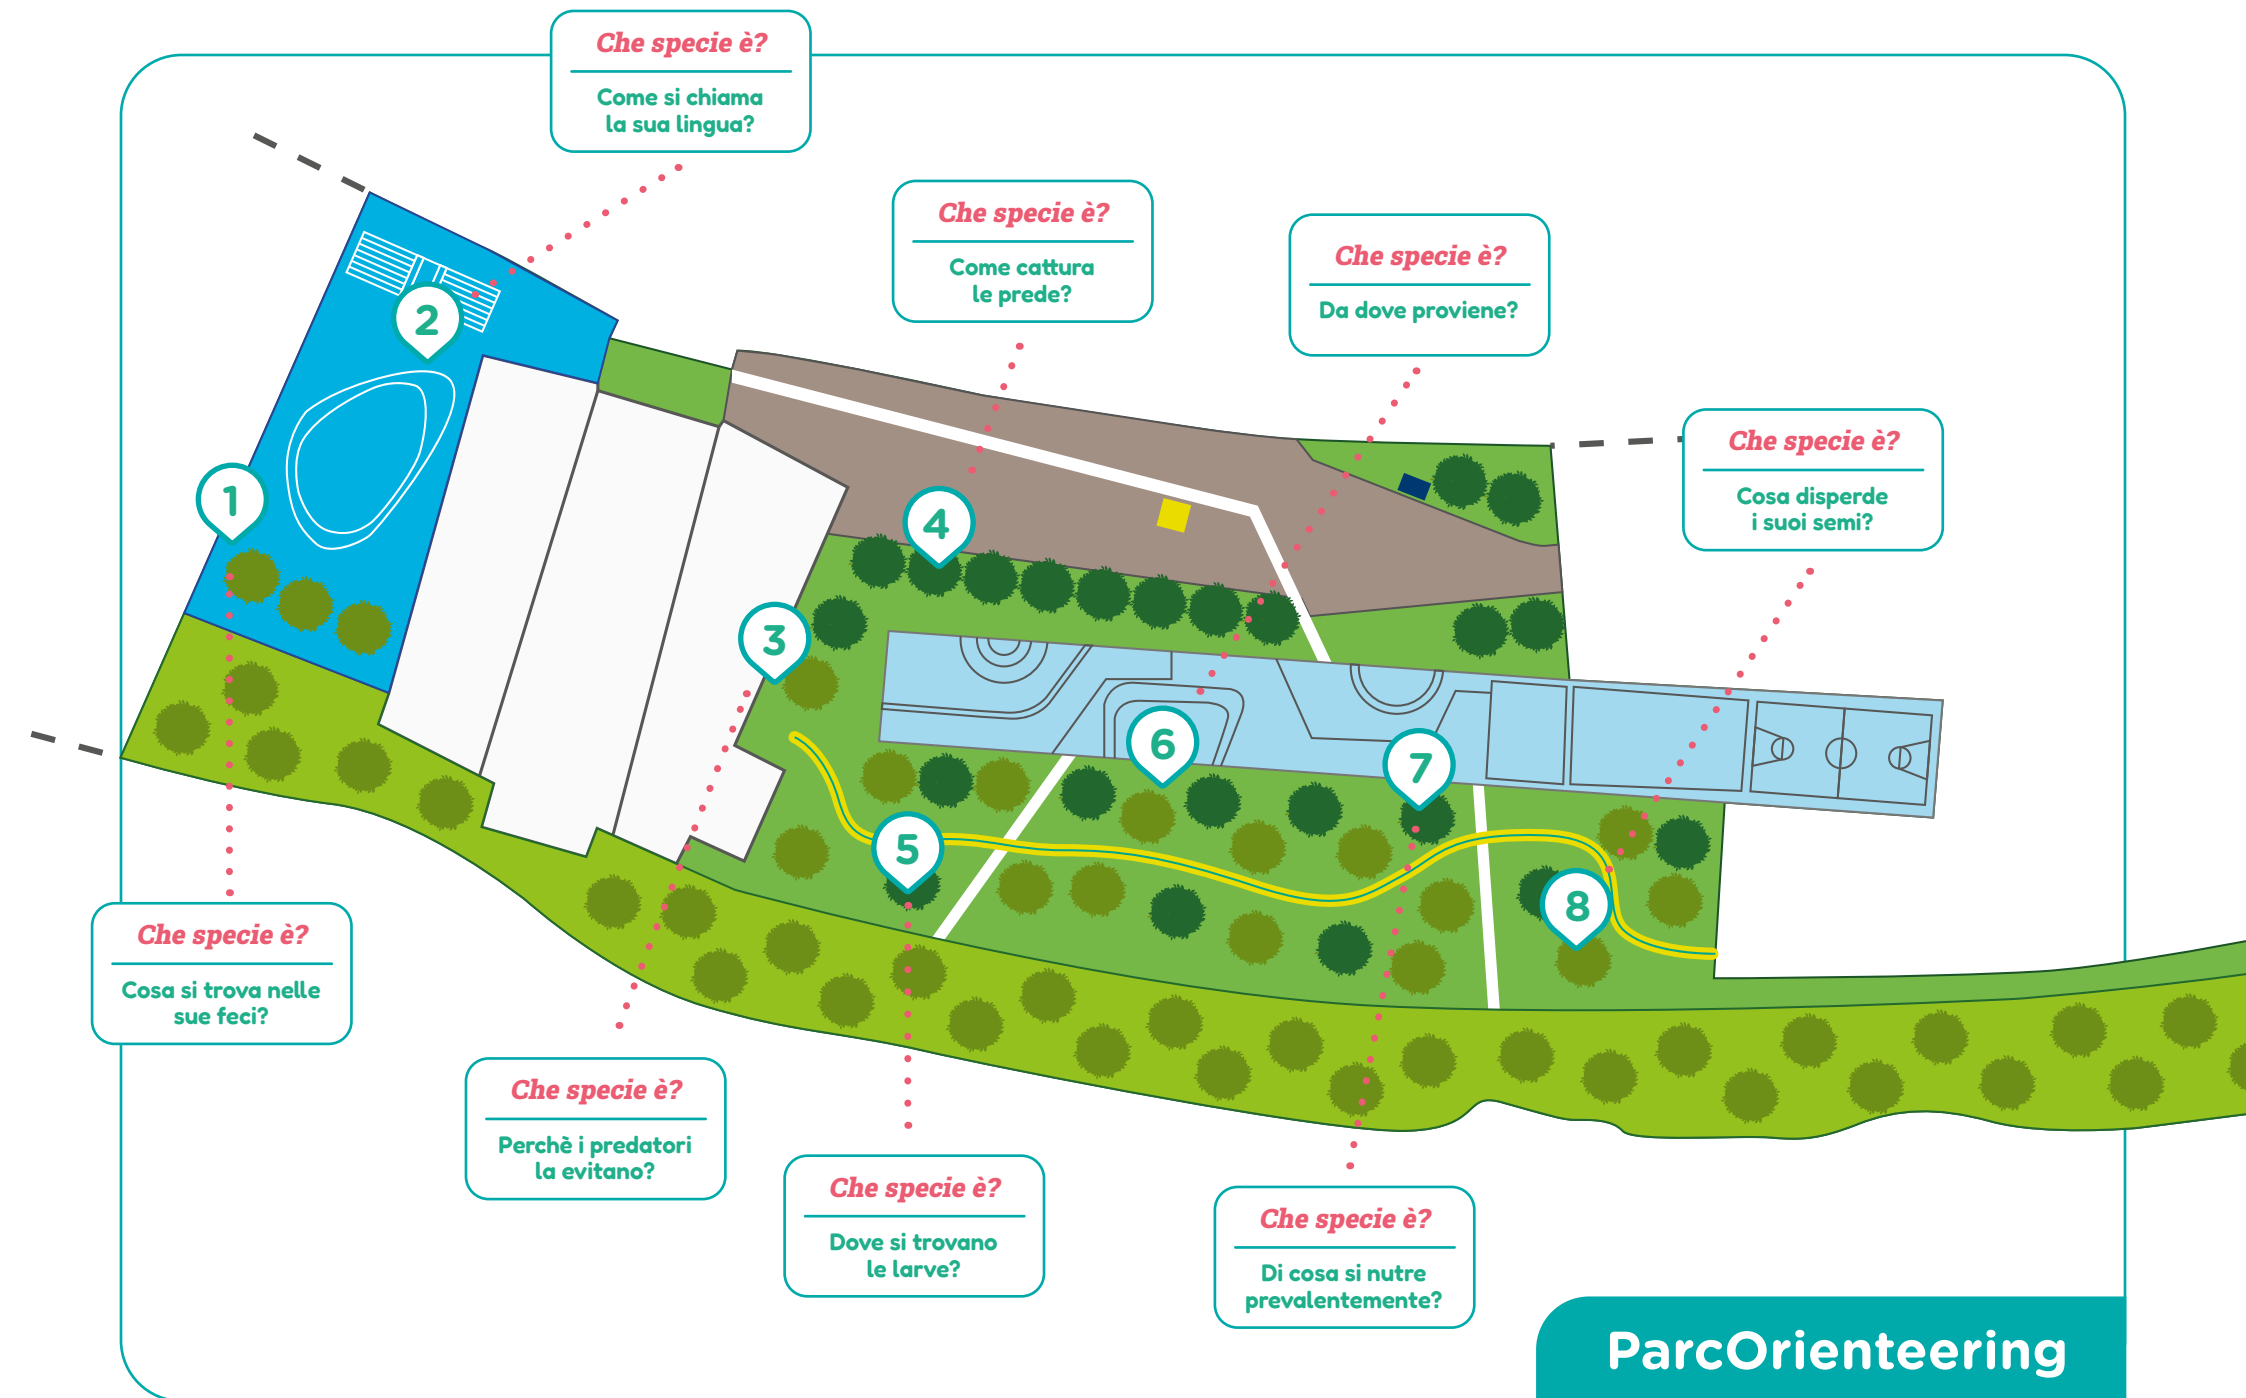 Che specie è?
Come si chiama
la sua lingua?
Che specie è?
Come cattura
le prede?
Che specie è?
Da dove proviene?
Che specie è?
Cosa disperde
i suoi semi?
2
1
4
3
6
7
5
8
Che specie è?
Cosa si trova nelle
sue feci?
Che specie è?
Perchè i predatori
la evitano?
Che specie è?
Dove si trovano
le larve?
Che specie è?
Di cosa si nutre
prevalentemente?
ParcOrienteering